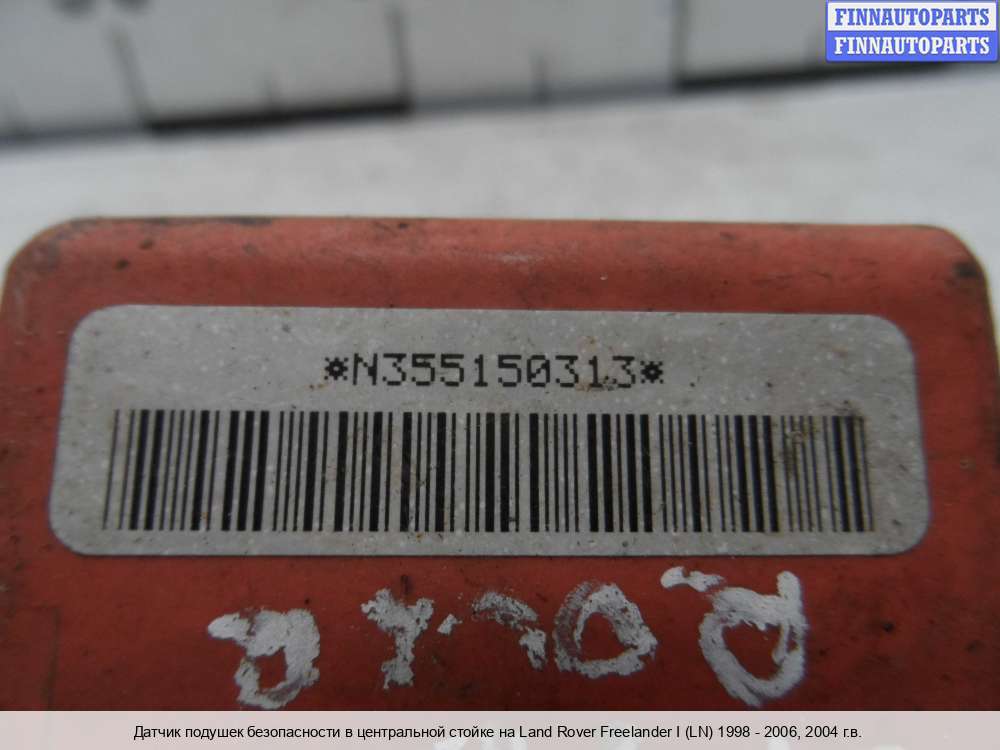 FINNAUTOPARTS
FINNAUTOPARTS
*N355150313*
Датчик подушек безопасности в центральной стойке на Land Rover Freelander I (LN) 1998 - 2006, 2004 г.в.